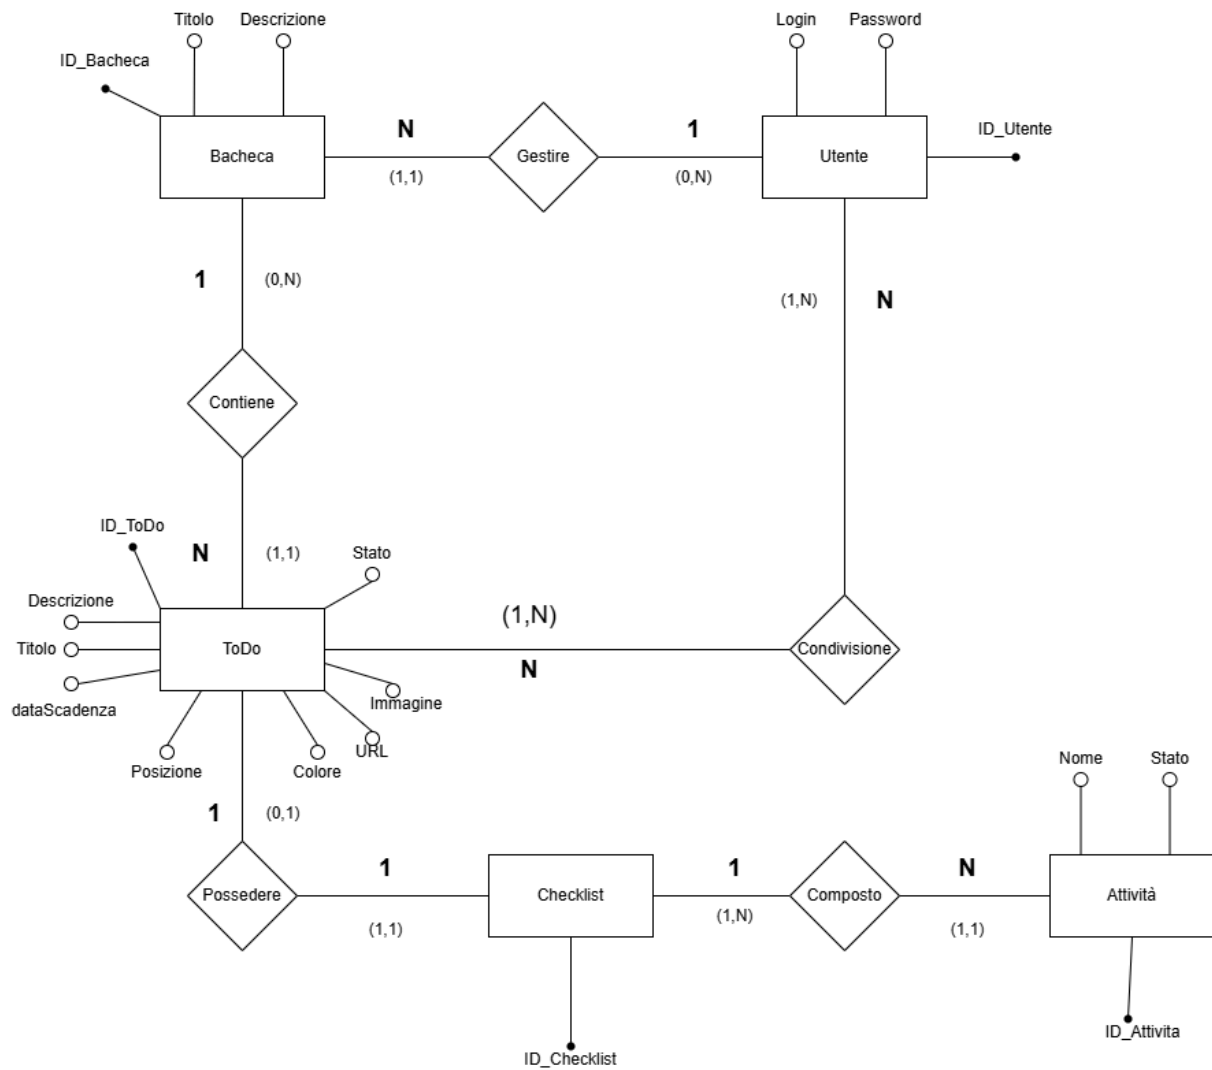 Titolo
Descrizione
Login
Password
ID_Bacheca
N
1
ID_Utente
Bacheca
Gestire
Utente
(1,1)
(0,N)
1
(0,N)
(1,N)
N
Contiene
ID_ToDo
N
(1,1)
Stato
Descrizione
(1,N)
Titolo
ToDo
Condivisione
N
dataScadenza
Immagine
URL
Posizione
Colore
Nome
Stato
1
(0,1)
1
1
N
Possedere
Checklist
Composto
Attività
(1,1)
(1,N)
(1,1)
ID_Attivita
ID_Checklist